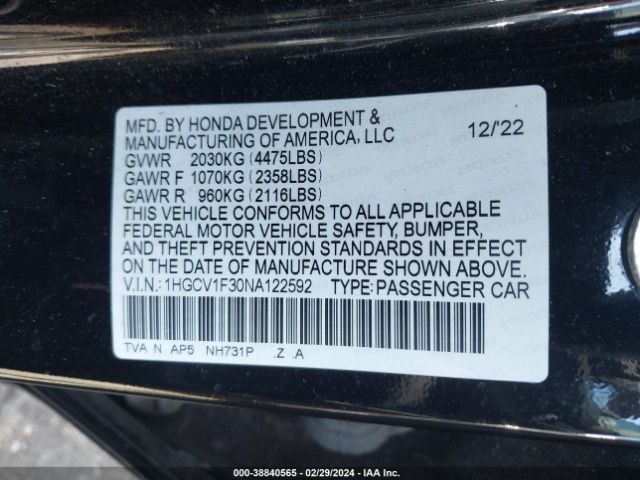 MFD. BY HONDA DEVELOPMENT &
MANUFACTURING OF AMERICA, LLC 12/'22
GVWR 2030KG (4475LBS)
GAWR F 1070KG (2358LBS)
GAWR R 960KG (2116LBS)
THIS VEHICLE CONFORMS TO ALL APPLICABLE
FEDERAL MOTOR VEHICLE SAFETY, BUMPER,
AND THEFT PREVENTION STANDARDS IN EFFECT
ON THE DATE OF MANUFACTURE SHOWN ABOVE.
V.I.N.:1HGCV1F30NA122592 TYPE:PASSENGER CAR
TVA N AP5 NH731P .Z .A
000-38840565 - 02/29/2024 - IAA Inc.